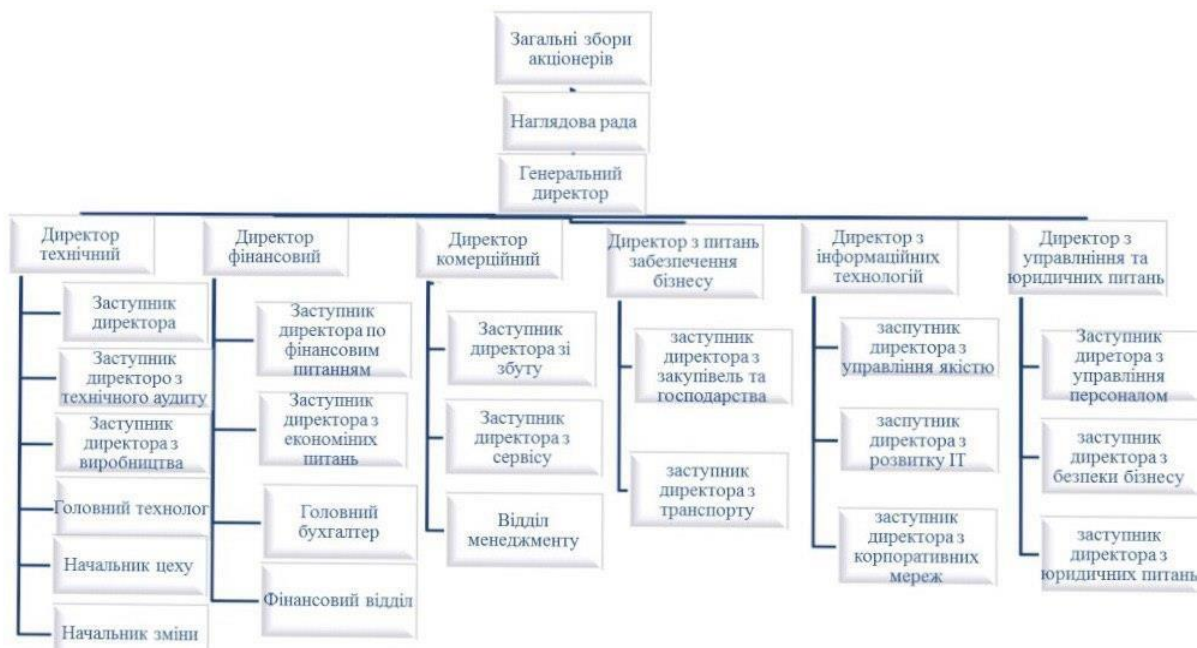 Загальні збори
акціонерів
Наглядова рада
Генеральний
директор
Директор
технічний
Заступник
директора
Заступник
директоро з
технічного аудиту
Заступник
директора з
виробництва
Головний технолог
Начальник цеху
Начальник зміни
Директор
фінансовий
Заступник
директора по
фінансовим
питанням
Заступник
директора з
економіних
питань
Головний
бухгалтер
Фінансовий відділ
Директор
комерційний
Заступник
директора зі
збуту
Заступник
директора з
сервісу
Відділ
менеджменту
Директор з питань
забезпечення
бізнесу
заступник
директора з
закупівель та
господарства
заступник
директора з
транспорту
Директор з
інформаційних
технологій
заспутник
директора з
управління якістю
заспутник
директора з
розвитку ІТ
заступник
директора з
корпоративних
мереж
Директор з
управлніння та
юридичних питань
Заступник
диретора з
управління
персоналом
заступник
директора з
безпеки бізнесу
заступник
директора з
юридичних питань